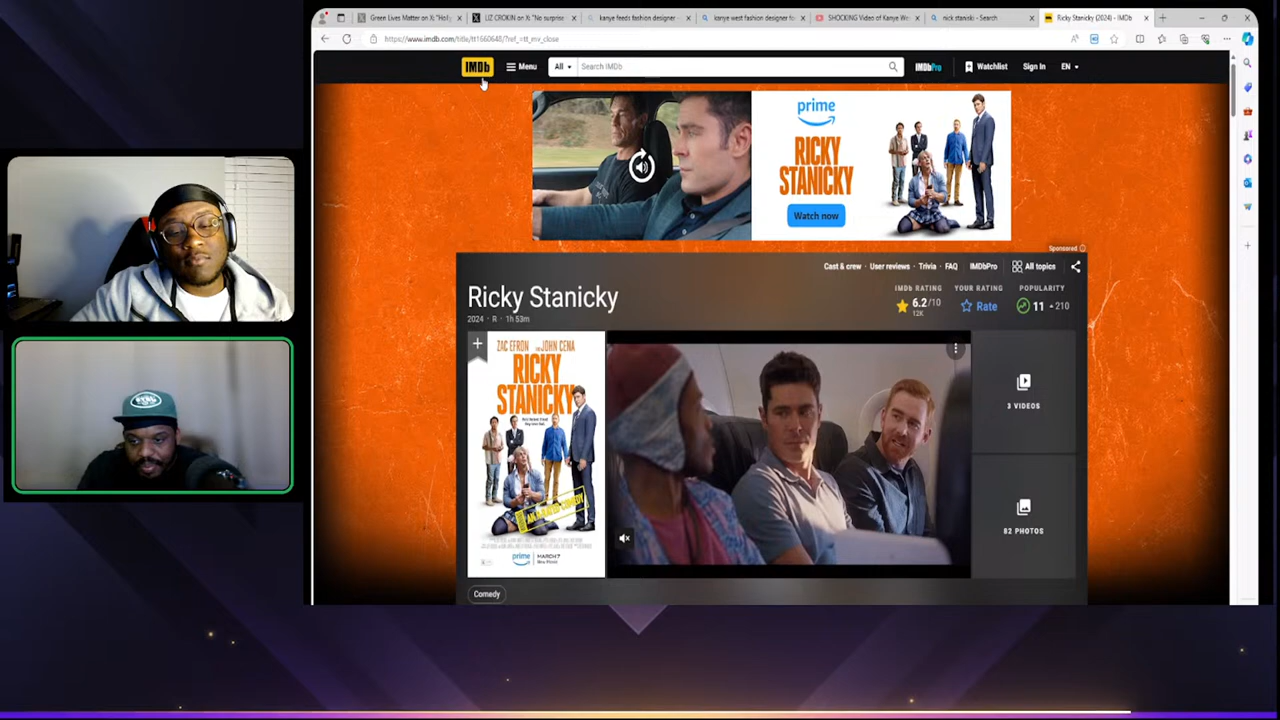 Green Lives Matter on X: "Holl
LIZ CROKIN on X: "No surprise
kanye feeds fashion designer -
kanye west fashion designer fo
SHOCKING Video of Kanye We
nick stanski - Search
Ricky Stanicky (2024) - IMDb
https://www.imdb.com/title/tt1660648/?ref_=tt_mv_close
IMDb
Menu
All
Search IMDb
IMDbPro
Watchlist
Sign In
EN
prime
RICKY
STANICKY
Watch now
Sponsored
Cast & crew
User reviews
Trivia
FAQ
IMDbPro
All topics
Ricky Stanicky
2024 · R · 1h 53m
IMDb RATING
6.2/10
12K
YOUR RATING
Rate
POPULARITY
11
210
ZAC EFRON
JOHN CENA
RICKY
STANICKY
prime
MARCH 7
3 VIDEOS
82 PHOTOS
Comedy